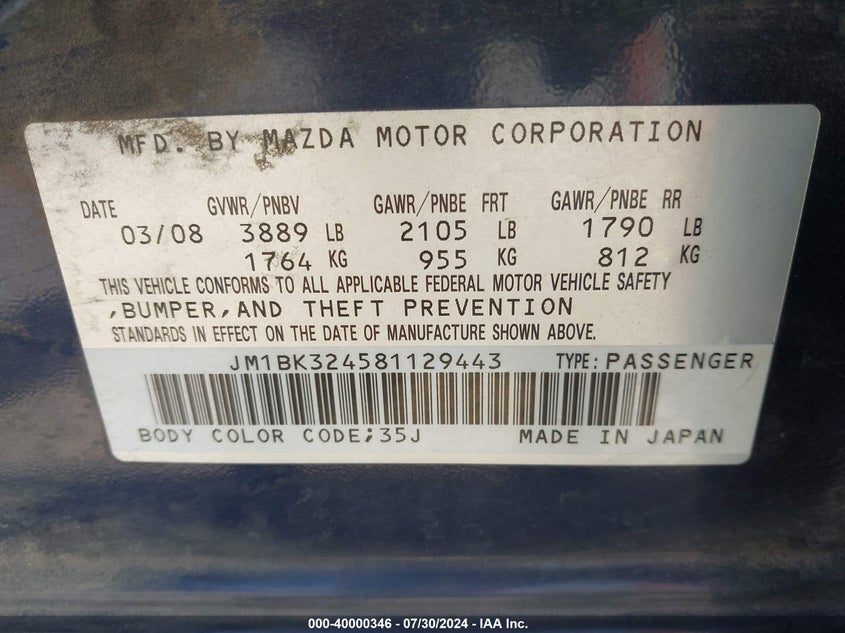 MFD. BY MAZDA MOTOR CORPORATION
DATE GVWR/PNBV GAWR/PNBE FRT GAWR/PNBE RR
03/08 3889 LB 2105 LB 1790 LB
1764 KG 955 KG 812 KG
THIS VEHICLE CONFORMS TO ALL APPLICABLE FEDERAL MOTOR VEHICLE SAFETY
,BUMPER,AND THEFT PREVENTION
STANDARDS IN EFFECT ON THE DATE OF MANUFACTURE SHOWN ABOVE.
JM1BK324581129443 TYPE:PASSENGER
BODY COLOR CODE;35J MADE IN JAPAN
000-40000346 - 07/30/2024 - IAA Inc.